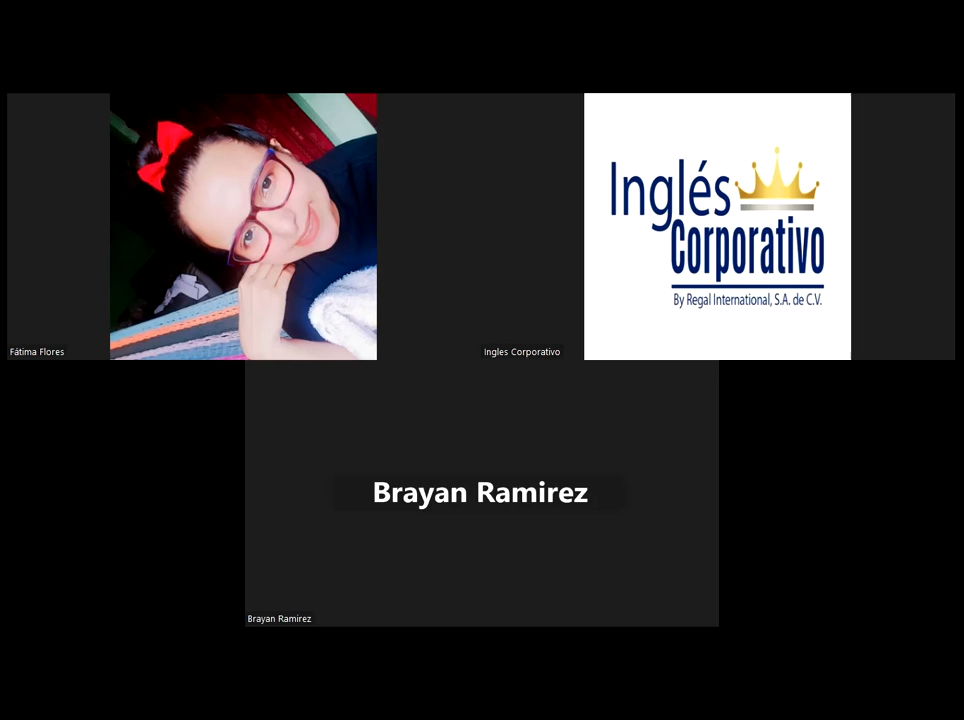 Inglés
Corporativo
By Regal International, S.A. de C.V.
Fátima Flores
Ingles Corporativo
Brayan Ramirez
Brayan Ramirez